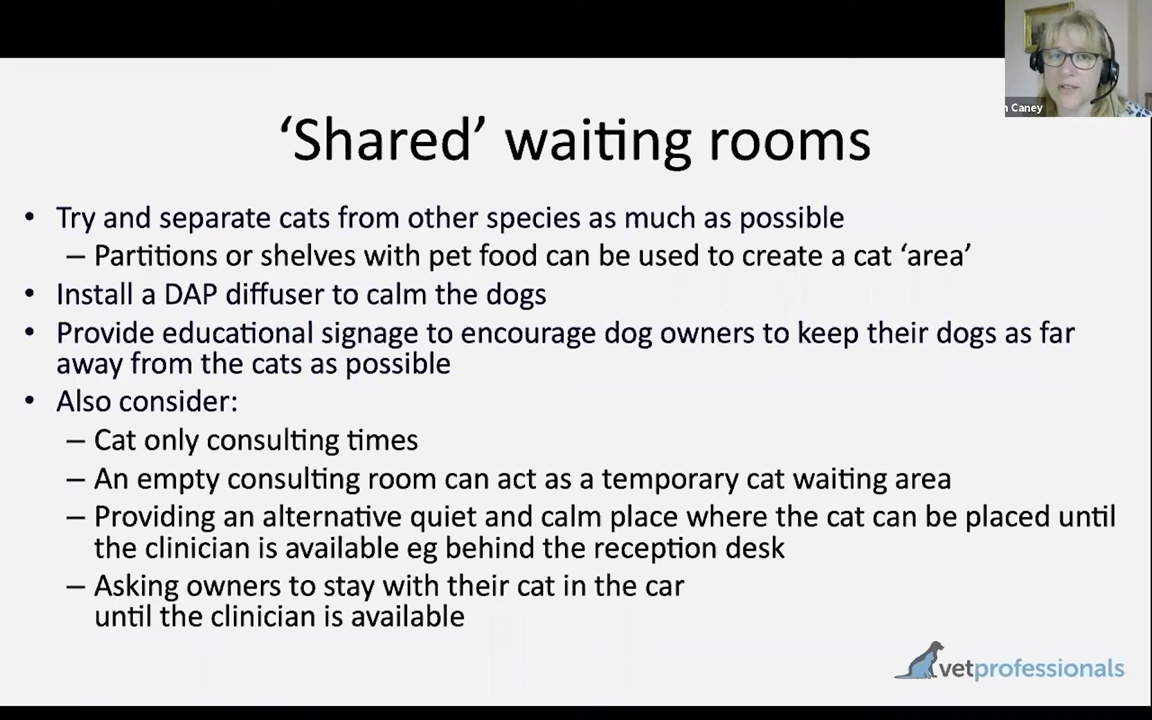 n Caney
‘Shared’ waiting rooms
• Try and separate cats from other species as much as possible
– Partitions or shelves with pet food can be used to create a cat ‘area’
• Install a DAP diffuser to calm the dogs
• Provide educational signage to encourage dog owners to keep their dogs as far
away from the cats as possible
• Also consider:
– Cat only consulting times
– An empty consulting room can act as a temporary cat waiting area
– Providing an alternative quiet and calm place where the cat can be placed until
the clinician is available eg behind the reception desk
– Asking owners to stay with their cat in the car
until the clinician is available
vetprofessionals